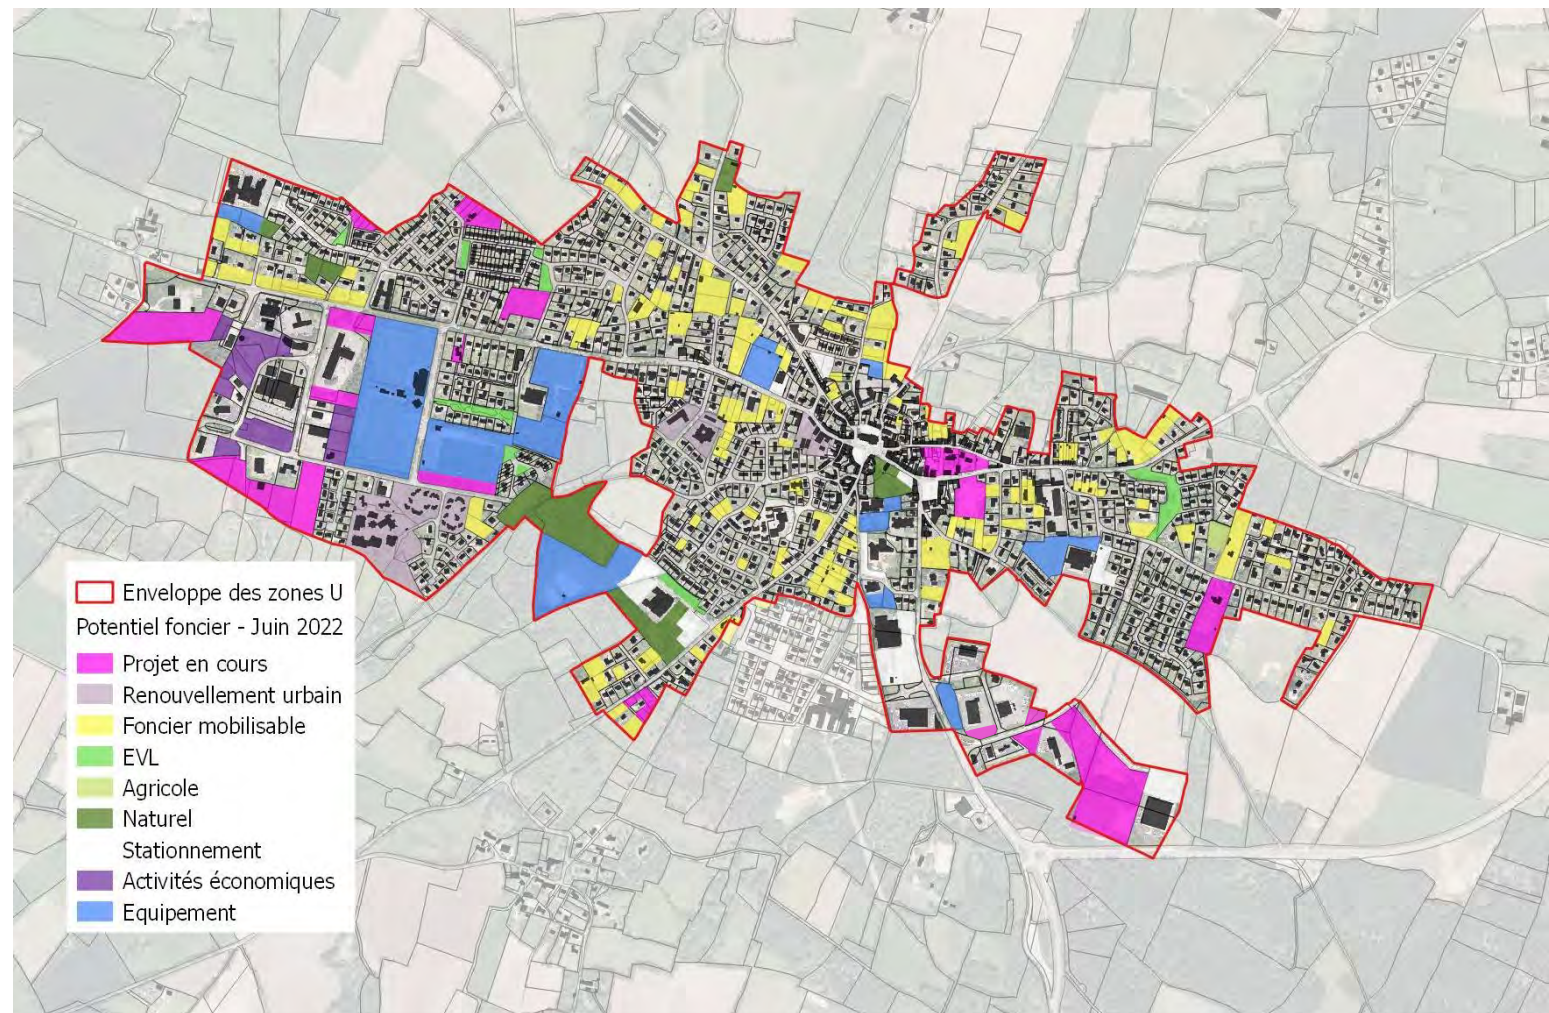 Enveloppe des zones U
Potentiel foncier - Juin 2022
Projet en cours
Renouvellement urbain
Foncier mobilisable
EVL
Agricole
Naturel
Stationnement
Activités économiques
Equipement